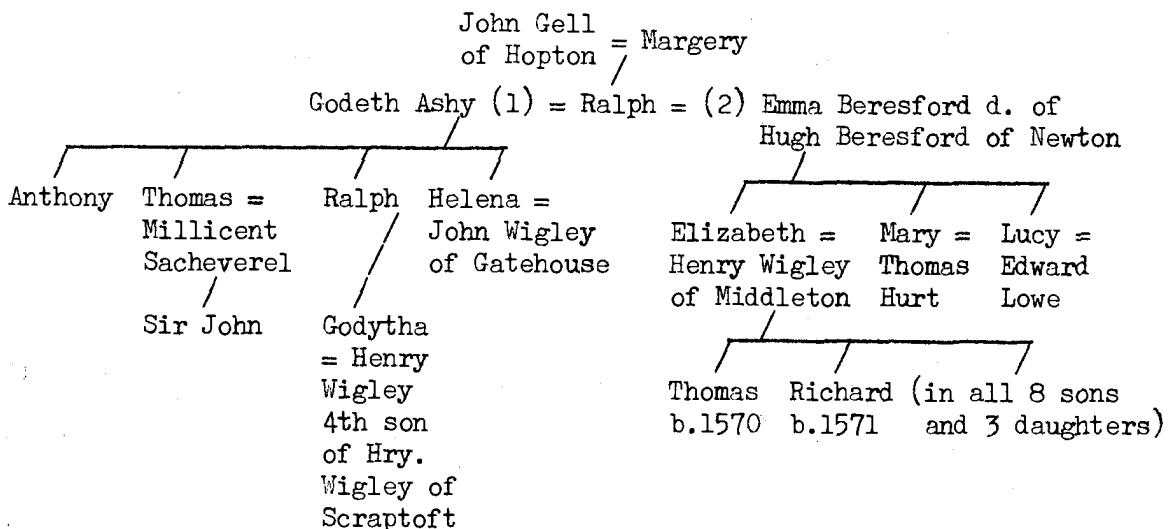 John Gell
of Hopton = Margery
Godeth Ashy (1) = Ralph = (2) Emma Beresford d. of
Hugh Beresford of Newton
Anthony Thomas = Ralph Helena =
Millicent John Wigley
Sacheverel of Gatehouse
Sir John Godytha
= Henry
Wigley
4th son
of Hry.
Wigley of
Scraptoft
Elizabeth = Mary = Lucy =
Henry Wigley Thomas Edward
of Middleton Hurt Lowe
Thomas Richard (in all 8 sons
b.1570 b.1571 and 3 daughters)